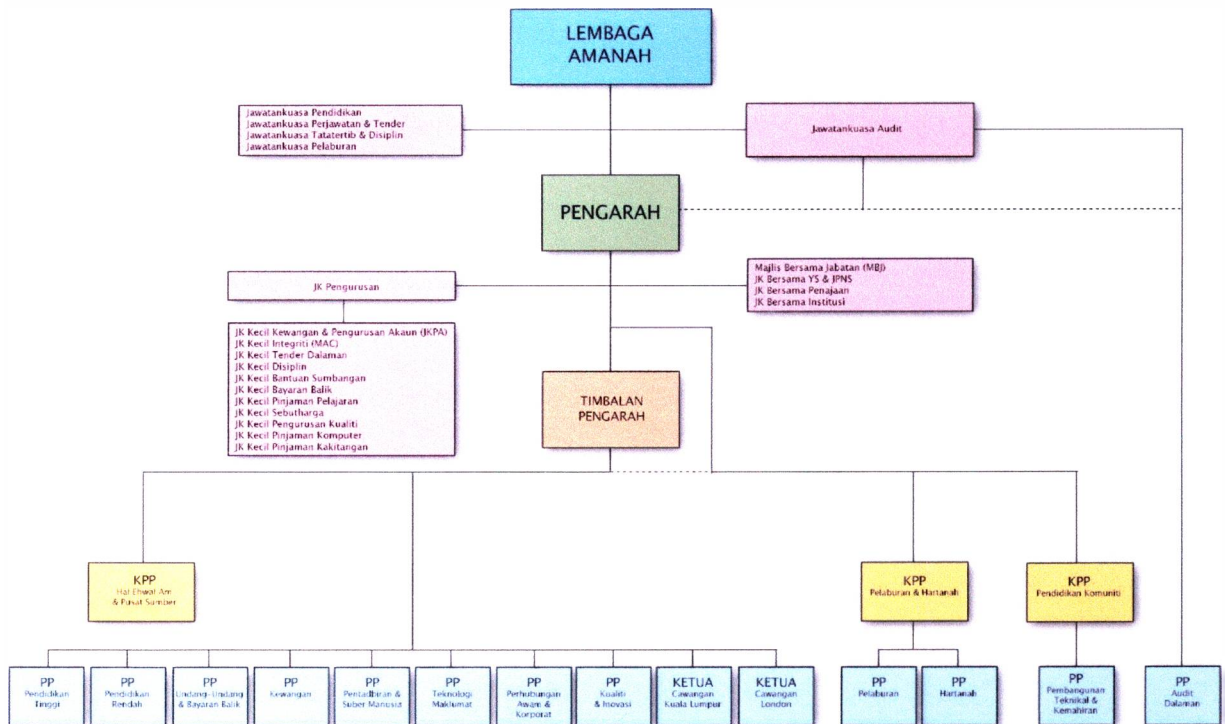 LEMBAGA
AMANAH
Jawatankuasa Pendidikan
Jawatankuasa Perjawatan & Tender
Jawatankuasa Tatatertib & Disiplin
Jawatankuasa Pelaburan
Jawatankuasa Audit
PENGARAH
JK Pengurusan
Majlis Bersama Jabatan (MBJ)
JK Bersama YS & JPNS
JK Bersama Penajaan
JK Bersama Institusi
JK Kecil Kewangan & Pengurusan Akaun (JKPA)
JK Kecil Integriti (MAC)
JK Kecil Tender Dalaman
JK Kecil Disiplin
JK Kecil Bantuan Sumbangan
JK Kecil Bayaran Balik
JK Kecil Pinjaman Pelajaran
JK Kecil Sebutharga
JK Kecil Pengurusan Kualiti
JK Kecil Pinjaman Komputer
JK Kecil Pinjaman Kakitangan
TIMBALAN
PENGARAH
KPP
Hal Ehwal Am
& Pusat Sumber
KPP
Pelaburan & Hartanah
KPP
Pendidikan Komuniti
PP
Pendidikan
Tinggi
PP
Pendidikan
Rendah
PP
Undang-Undang
& Bayaran Balik
PP
Kewangan
PP
Pentadbiran &
Suber Manusia
PP
Teknologi
Maklumat
PP
Perhubungan
Awam &
Korporat
PP
Kualiti
& Inovasi
KETUA
Cawangan
Kuala Lumpur
KETUA
Cawangan
London
PP
Pelaburan
PP
Hartanah
PP
Pembangunan
Teknikal &
Kemahiran
PP
Audit
Dalaman